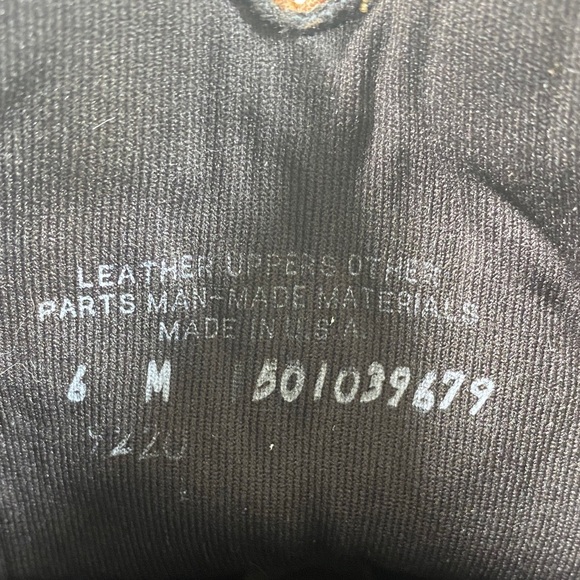 LEATHER UPPERS OTHER
PARTS MAN-MADE MATERIALS
MADE IN U.S.A.
6 M 501039679